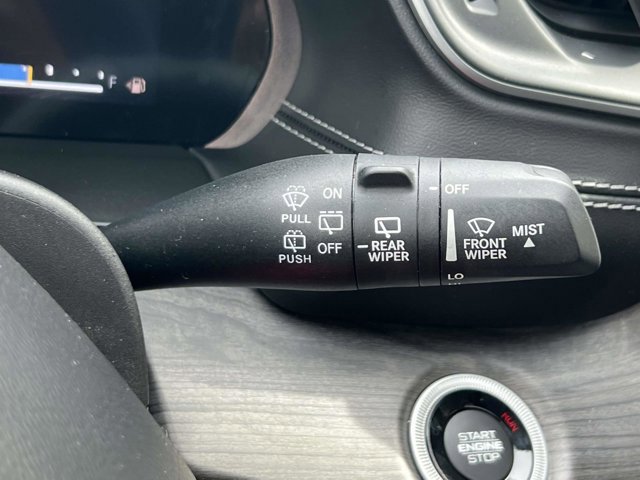 F
ON
OFF
PULL
OFF
REAR
WIPER
FRONT
WIPER
MIST
PUSH
LO
RUN
START
ENGINE
STOP